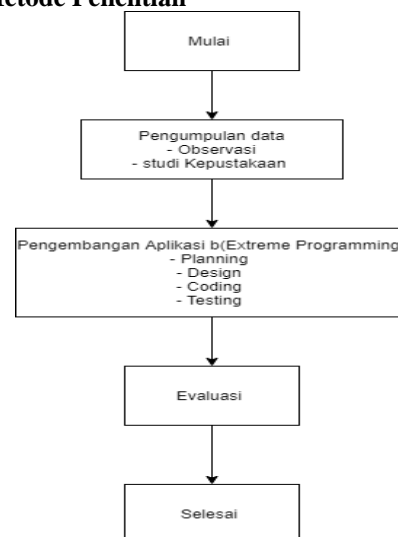 Metode Penelitian
Mulai
Pengumpulan data
- Observasi
- studi Kepustakaan
Pengembangan Aplikasi b(Extreme Programming
- Planning
- Design
- Coding
- Testing
Evaluasi
Selesai